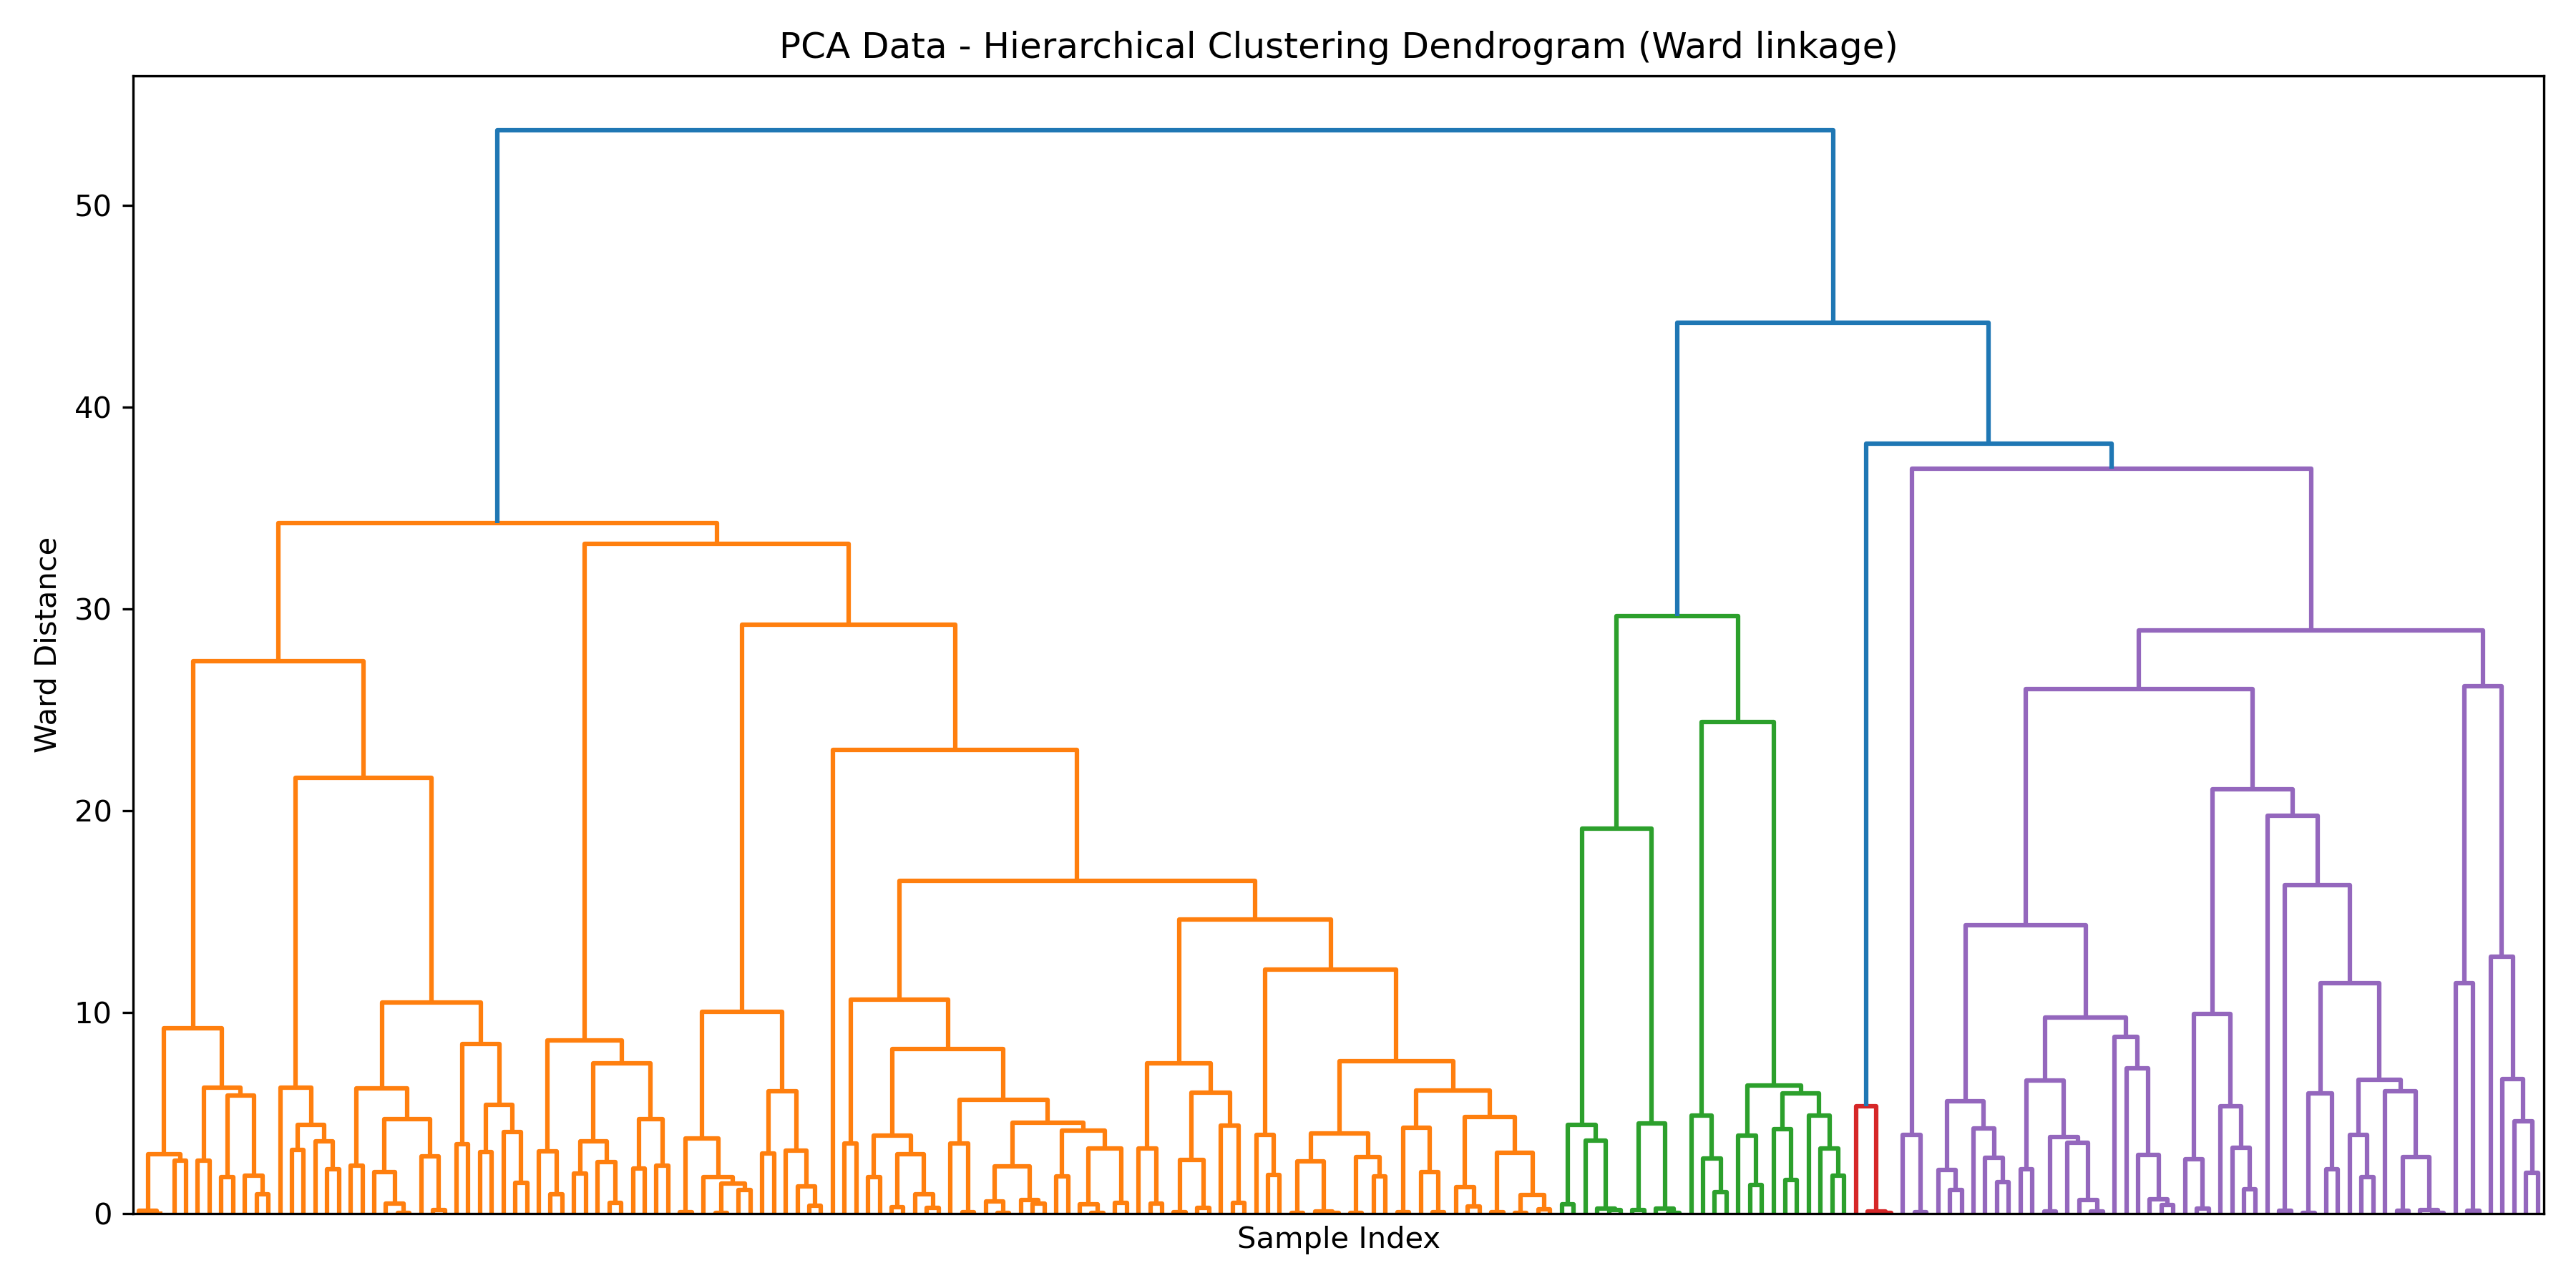 PCA Data - Hierarchical Clustering Dendrogram (Ward linkage)
50
40
30
20
10
0
Ward Distance
Sample Index